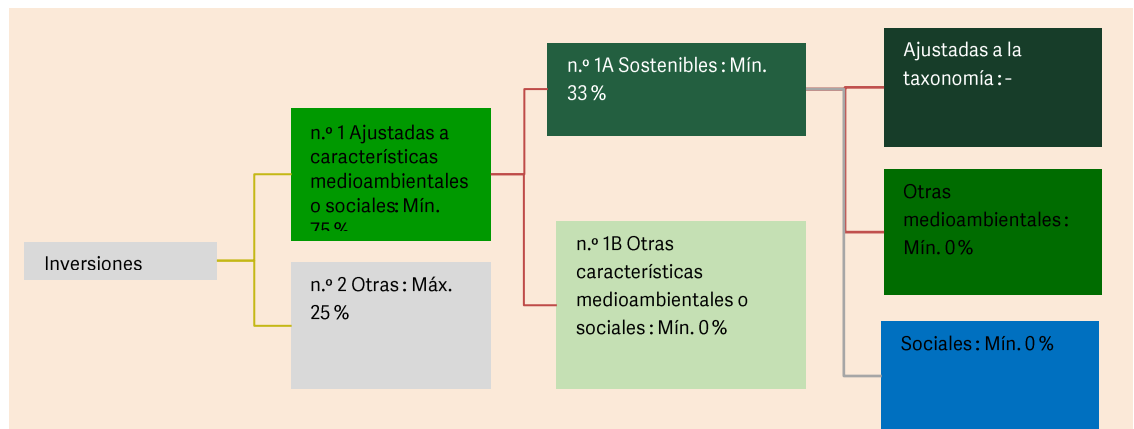 Inversiones
n.º 1 Ajustadas a
características
medioambientales
o sociales: Mín.
75 %
n.º 2 Otras : Máx.
25 %
n.º 1A Sostenibles : Mín.
33 %
n.º 1B Otras
características
medioambientales o
sociales : Mín. 0 %
Ajustadas a la
taxonomía : -
Otras
medioambientales :
Mín. 0 %
Sociales : Mín. 0 %